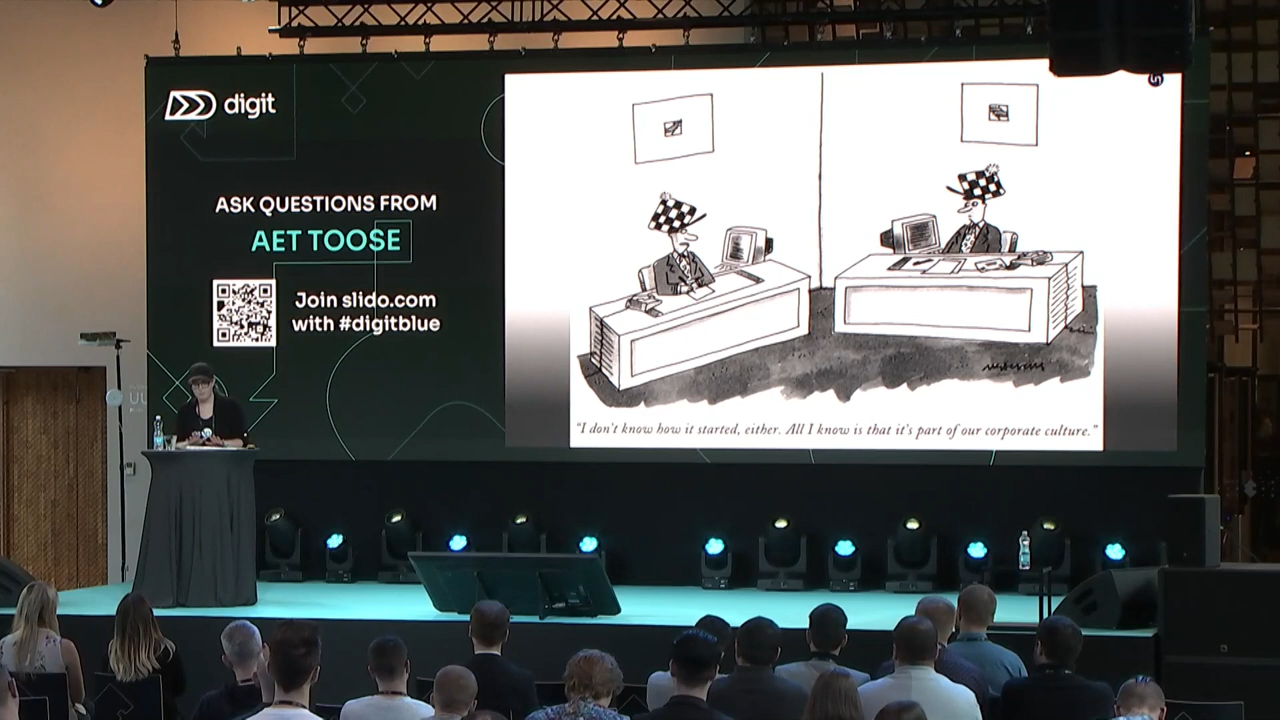 digit
ASK QUESTIONS FROM
AET TOOSE
Join slido.com
with #digitblue
"I don't know how it started, either. All I know is that it's part of our corporate culture."